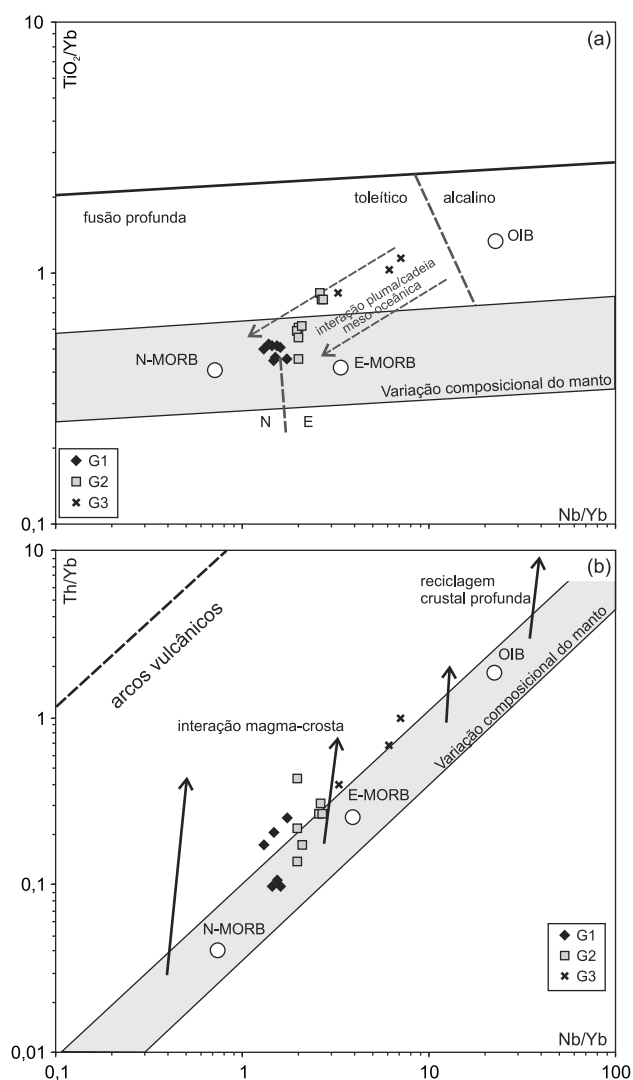 10
(a)
TiO₂/Yb
toleítico
alcalino
fusão profunda
OIB
1
interação pluma/cadeia
meso-oceânica
N-MORB
E-MORB
Variação composicional do manto
N
E
G1
G2
G3
Nb/Yb
0,1
10
(b)
Th/Yb
reciclagem
crustal profunda
arcos vulcânicos
OIB
Variação composicional do manto
1
interação magma-crosta
E-MORB
0,1
N-MORB
G1
G2
G3
Nb/Yb
0,01
0,1
1
10
100